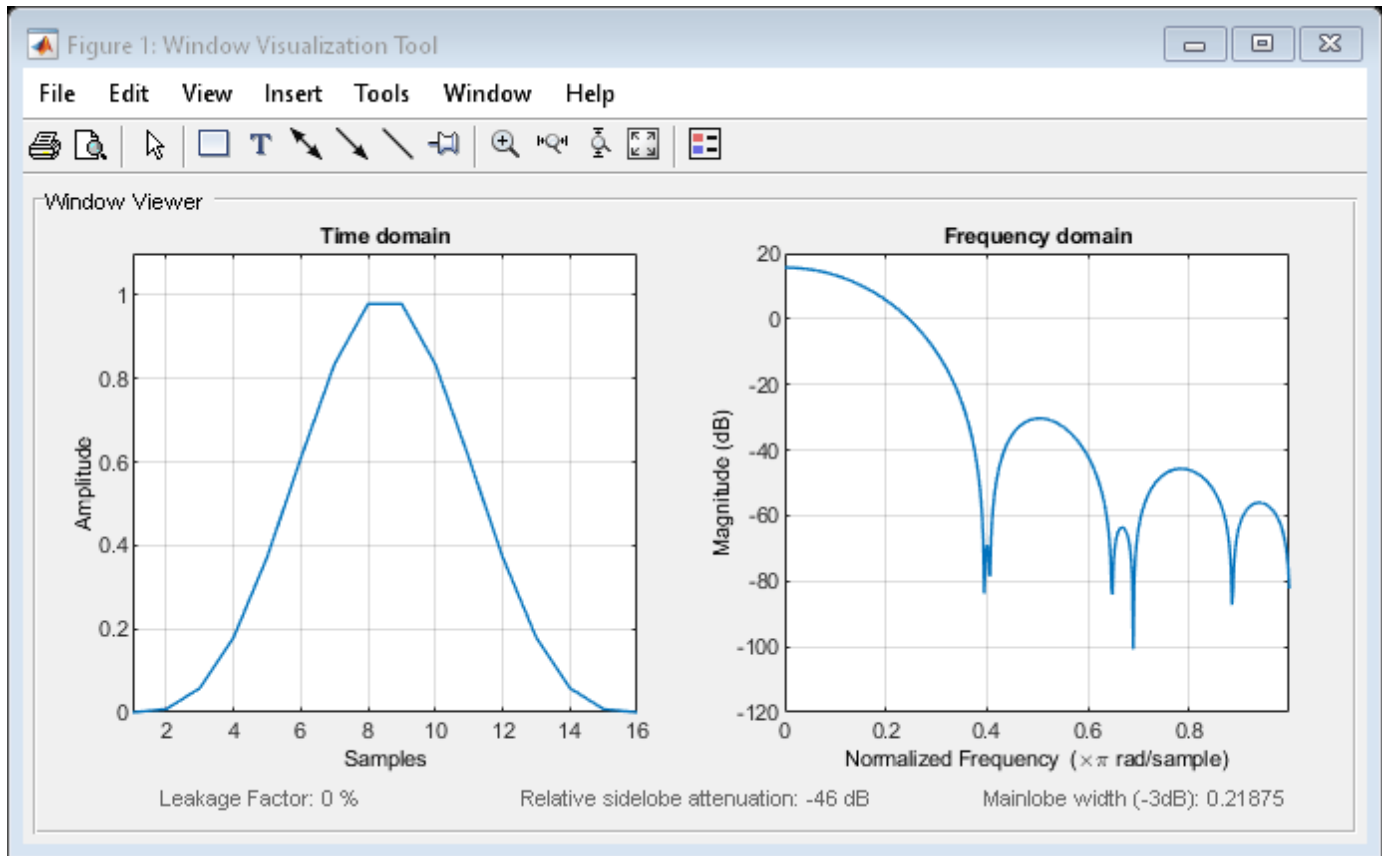 Figure 1: Window Visualization Tool
File Edit View Insert Tools Window Help
T
Window Viewer
Time domain
1
0.8
0.6
0.4
0.2
0
Amplitude
2 4 6 8 10 12 14 16
Samples
Frequency domain
20
0
-20
-40
-60
-80
-100
-120
Magnitude (dB)
0 0.2 0.4 0.6 0.8
Normalized Frequency (×π rad/sample)
Leakage Factor: 0 % Relative sidelobe attenuation: -46 dB Mainlobe width (-3dB): 0.21875